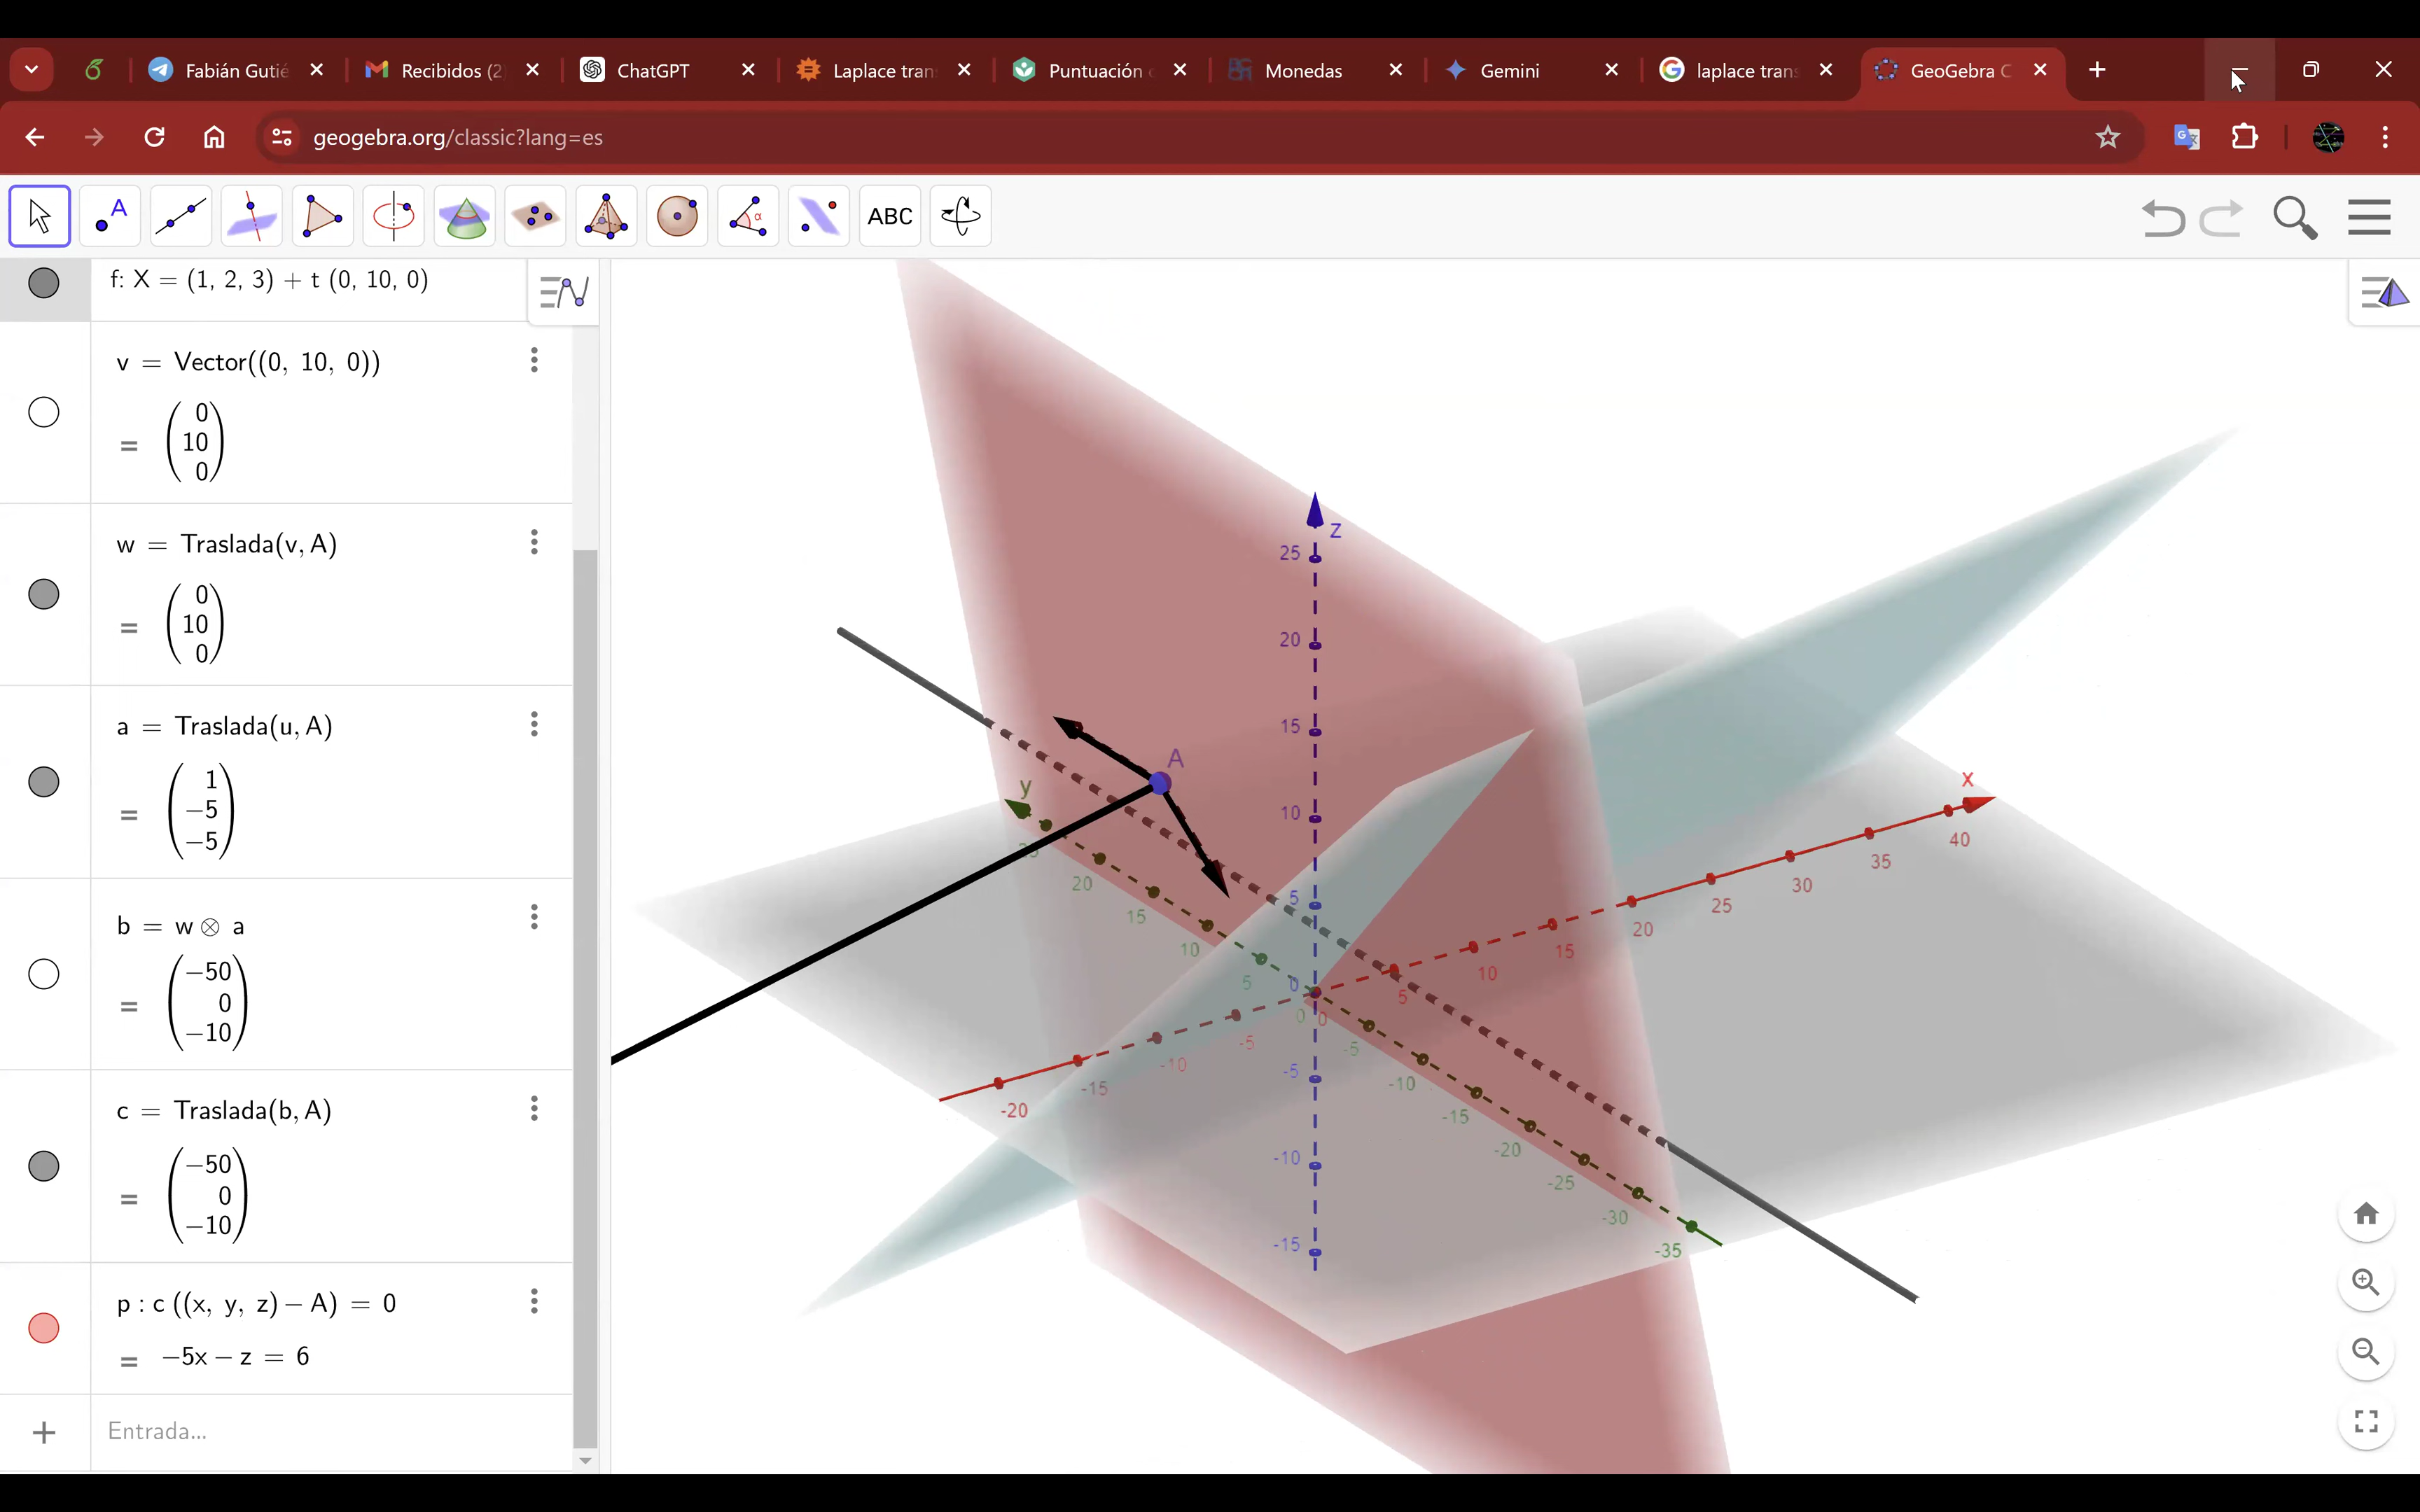 Fabián Gutié
Recibidos (2)
ChatGPT
Laplace tran
Puntuación
Monedas
Gemini
laplace trans
GeoGebra C
geogebra.org/classic?lang=es
A
α
ABC
f: X = (1, 2, 3) + t (0, 10, 0)
v = Vector((0, 10, 0))
= (0
10
0)
w = Traslada(v, A)
= (0
10
0)
a = Traslada(u, A)
= (1
−5
−5)
b = w ⊗ a
= (−50
0
−10)
c = Traslada(b, A)
= (−50
0
−10)
p : c ((x, y, z) − A) = 0
= −5x − z = 6
Entrada...
z
25
20
15
10
5
0
-5
-10
-15
A
y
20
15
10
5
0
-5
-10
-15
-20
-25
-30
-35
x
40
35
30
25
20
15
10
5
0
-5
-10
-15
-20